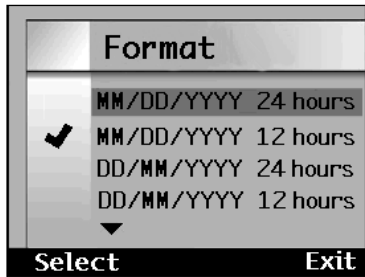 Format
MM/DD/YYYY 24 hours
MM/DD/YYYY 12 hours
DD/MM/YYYY 24 hours
DD/MM/YYYY 12 hours
Select Exit